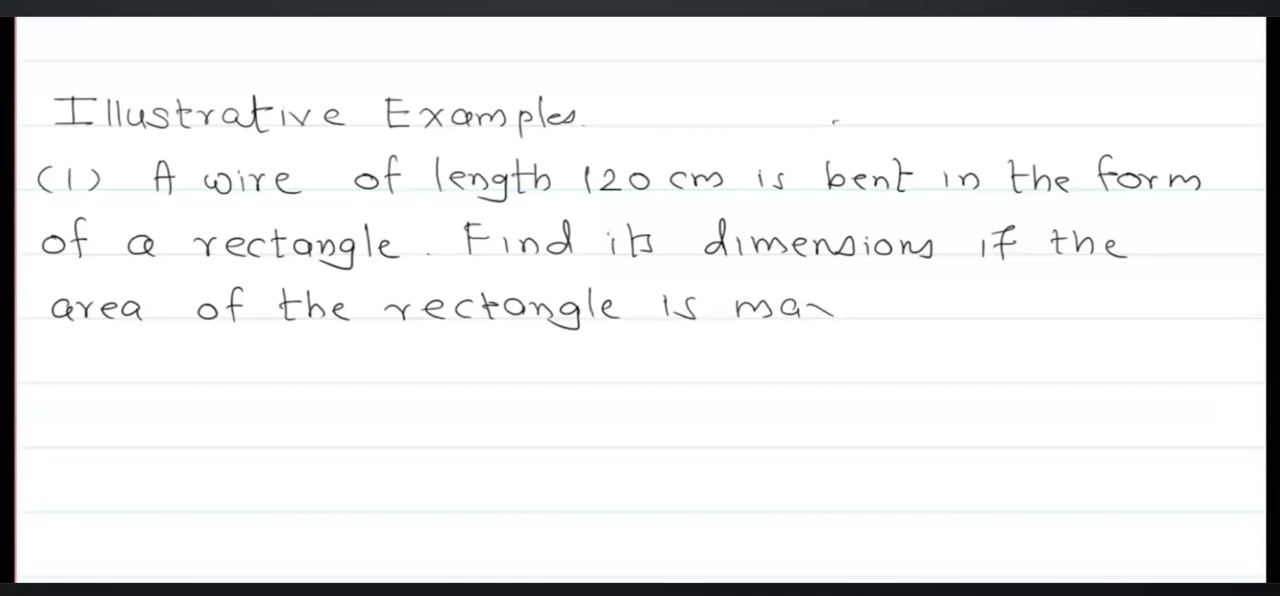 Illustrative Examples.
(1) A wire of length 120 cm is bent in the form
of a rectangle. Find its dimensions if the
area of the rectangle is